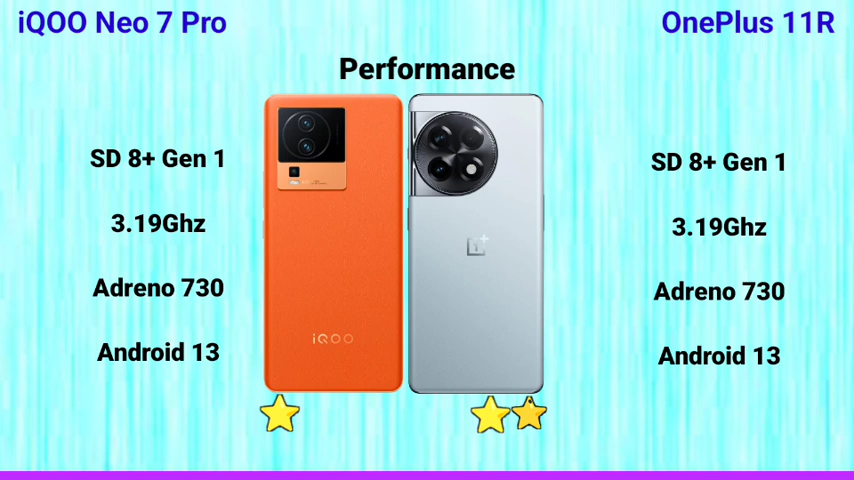 iQOO Neo 7 Pro
OnePlus 11R
Performance
SD 8+ Gen 1
3.19Ghz
Adreno 730
Android 13
iQOO
SD 8+ Gen 1
3.19Ghz
Adreno 730
Android 13